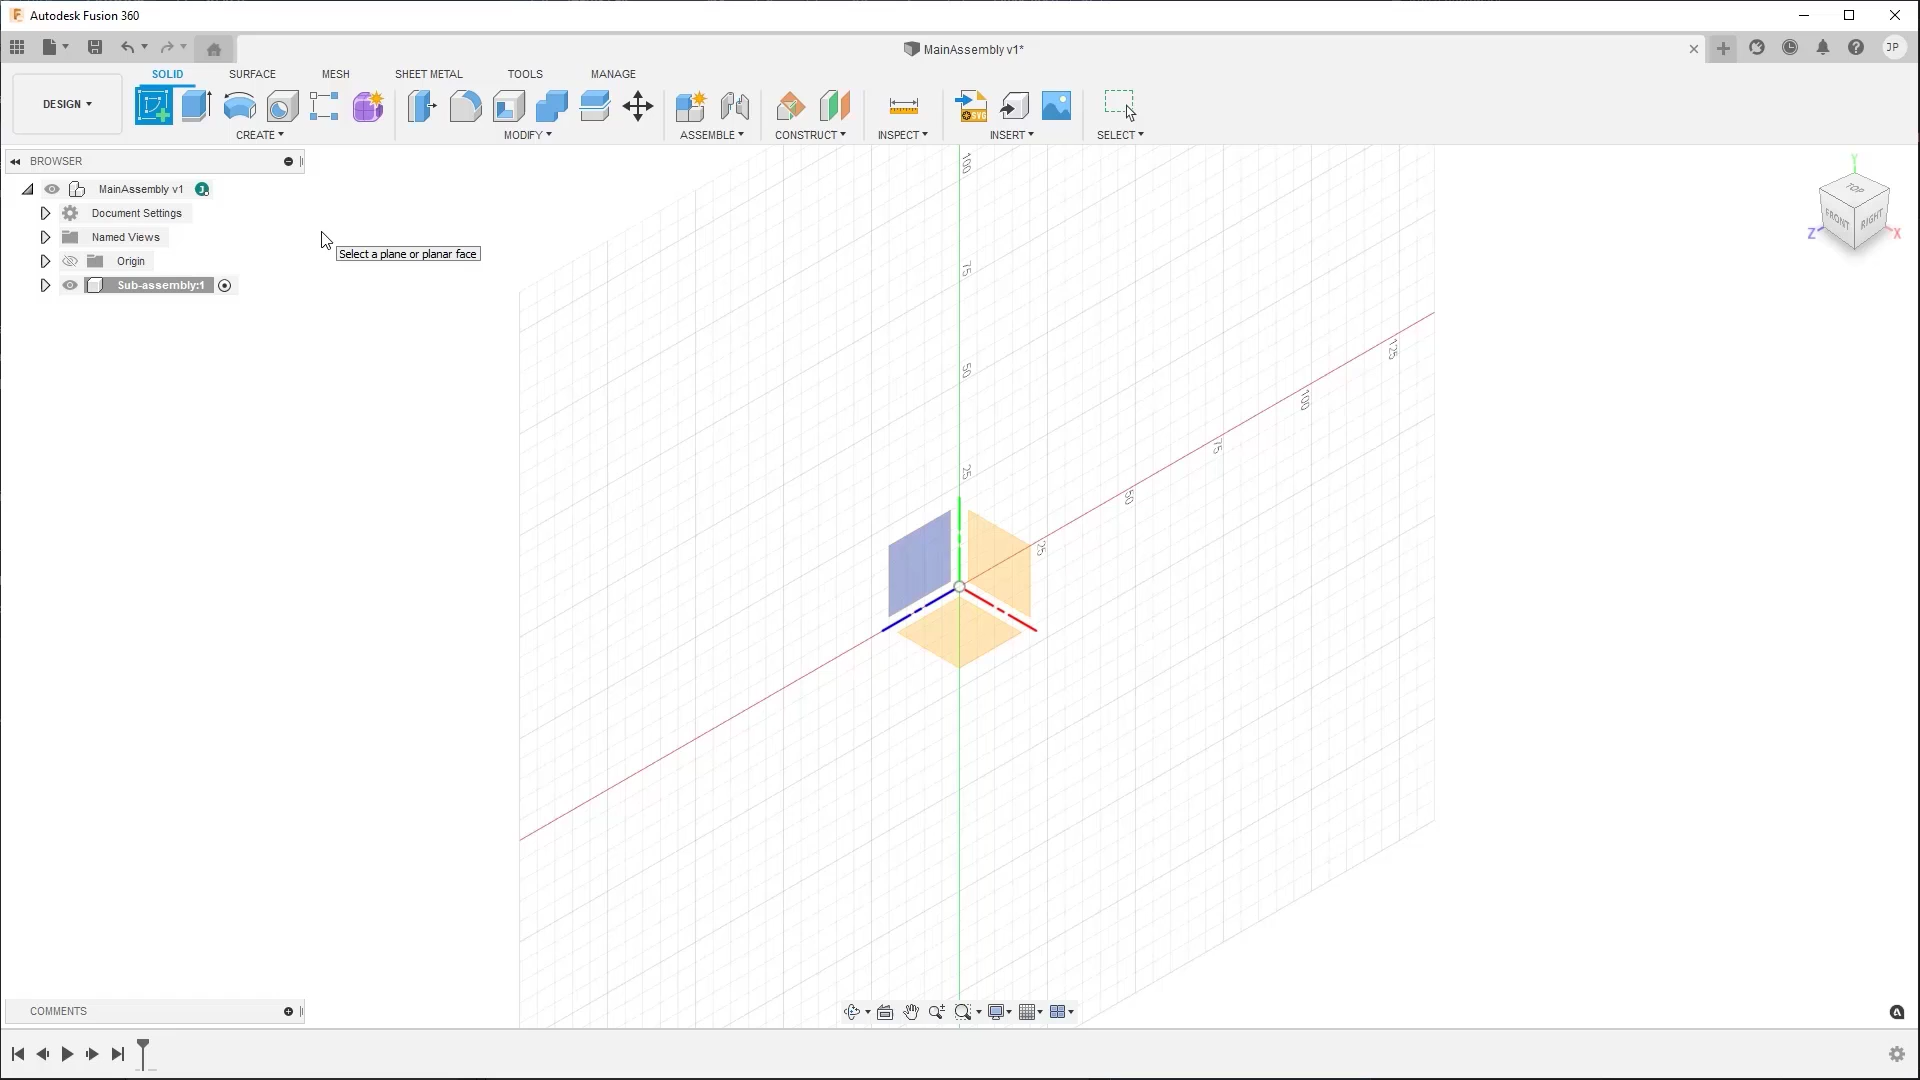 Autodesk Fusion 360
MainAssembly v1*
JP
DESIGN
SOLID
SURFACE
MESH
SHEET METAL
TOOLS
MANAGE
CREATE
MODIFY
ASSEMBLE
CONSTRUCT
INSPECT
INSERT
SELECT
SVG
BROWSER
MainAssembly v1
J
Document Settings
Named Views
Origin
Sub-assembly:1
Select a plane or planar face
100
75
50
25
125
100
75
50
25
Y
TOP
FRONT
RIGHT
Z
X
COMMENTS